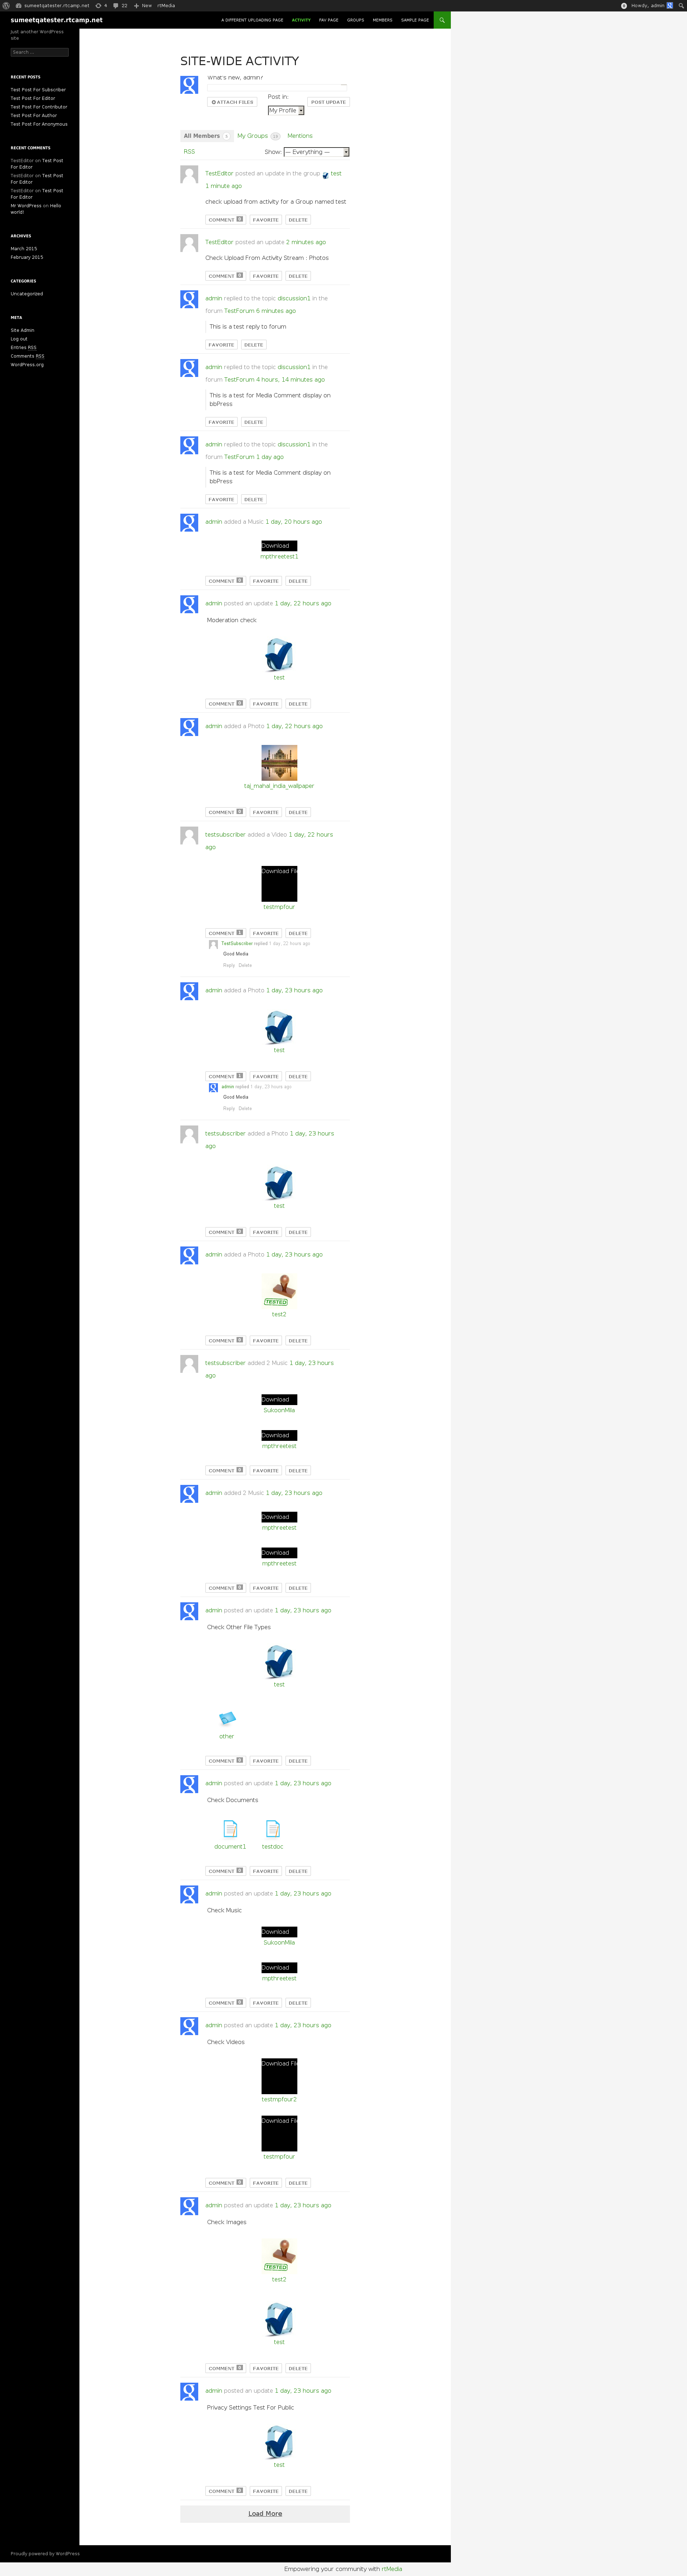 sumeetqatester.rtcamp.net 4 22 New rtMedia Howdy, admin
sumeetqatester.rtcamp.net
A DIFFERENT UPLOADING PAGE ACTIVITY FAV PAGE GROUPS MEMBERS SAMPLE PAGE
Just another WordPress
site
Search …
RECENT POSTS
Test Post For Subscriber
Test Post For Editor
Test Post For Contributor
Test Post For Author
Test Post For Anonymous
RECENT COMMENTS
TestEditor on Test Post
For Editor
TestEditor on Test Post
For Editor
TestEditor on Test Post
For Editor
Mr WordPress on Hello
world!
ARCHIVES
March 2015
February 2015
CATEGORIES
Uncategorized
META
Site Admin
Log out
Entries RSS
Comments RSS
WordPress.org
SITE-WIDE ACTIVITY
What's new, admin?
ATTACH FILES
Post in:
My Profile
POST UPDATE
All Members
My Groups
Mentions
RSS
Show: — Everything —
TestEditor posted an update in the group test
1 minute ago
check upload from activity for a Group named test
COMMENT 0 FAVORITE DELETE
TestEditor posted an update 2 minutes ago
Check Upload From Activity Stream : Photos
COMMENT 0 FAVORITE DELETE
admin replied to the topic discussion1 in the
forum TestForum 6 minutes ago
This is a test reply to forum
FAVORITE DELETE
admin replied to the topic discussion1 in the
forum TestForum 4 hours, 14 minutes ago
This is a test for Media Comment display on
bbPress
FAVORITE DELETE
admin replied to the topic discussion1 in the
forum TestForum 1 day ago
This is a test for Media Comment display on
bbPress
FAVORITE DELETE
admin added a Music 1 day, 20 hours ago
Download
mpthreetest1
COMMENT 0 FAVORITE DELETE
admin posted an update 1 day, 22 hours ago
Moderation check
test
COMMENT 0 FAVORITE DELETE
admin added a Photo 1 day, 22 hours ago
taj_mahal_india_wallpaper
COMMENT 0 FAVORITE DELETE
testsubscriber added a Video 1 day, 22 hours
ago
Download File
testmpfour
COMMENT 1 FAVORITE DELETE
TestSubscriber replied 1 day, 22 hours ago
Good Media
Reply Delete
admin added a Photo 1 day, 23 hours ago
test
COMMENT 1 FAVORITE DELETE
admin replied 1 day, 23 hours ago
Good Media
Reply Delete
testsubscriber added a Photo 1 day, 23 hours
ago
test
COMMENT 0 FAVORITE DELETE
admin added a Photo 1 day, 23 hours ago
TESTED
test2
COMMENT 0 FAVORITE DELETE
testsubscriber added 2 Music 1 day, 23 hours
ago
Download
SukoonMila
Download
mpthreetest
COMMENT 0 FAVORITE DELETE
admin added 2 Music 1 day, 23 hours ago
Download
mpthreetest
Download
mpthreetest
COMMENT 0 FAVORITE DELETE
admin posted an update 1 day, 23 hours ago
Check Other File Types
test
other
COMMENT 0 FAVORITE DELETE
admin posted an update 1 day, 23 hours ago
Check Documents
document1 testdoc
COMMENT 0 FAVORITE DELETE
admin posted an update 1 day, 23 hours ago
Check Music
Download
SukoonMila
Download
mpthreetest
COMMENT 0 FAVORITE DELETE
admin posted an update 1 day, 23 hours ago
Check Videos
Download File
testmpfour2
Download File
testmpfour
COMMENT 0 FAVORITE DELETE
admin posted an update 1 day, 23 hours ago
Check Images
TESTED
test2
test
COMMENT 0 FAVORITE DELETE
admin posted an update 1 day, 23 hours ago
Privacy Settings Test For Public
test
COMMENT 0 FAVORITE DELETE
Load More
Proudly powered by WordPress
Empowering your community with rtMedia